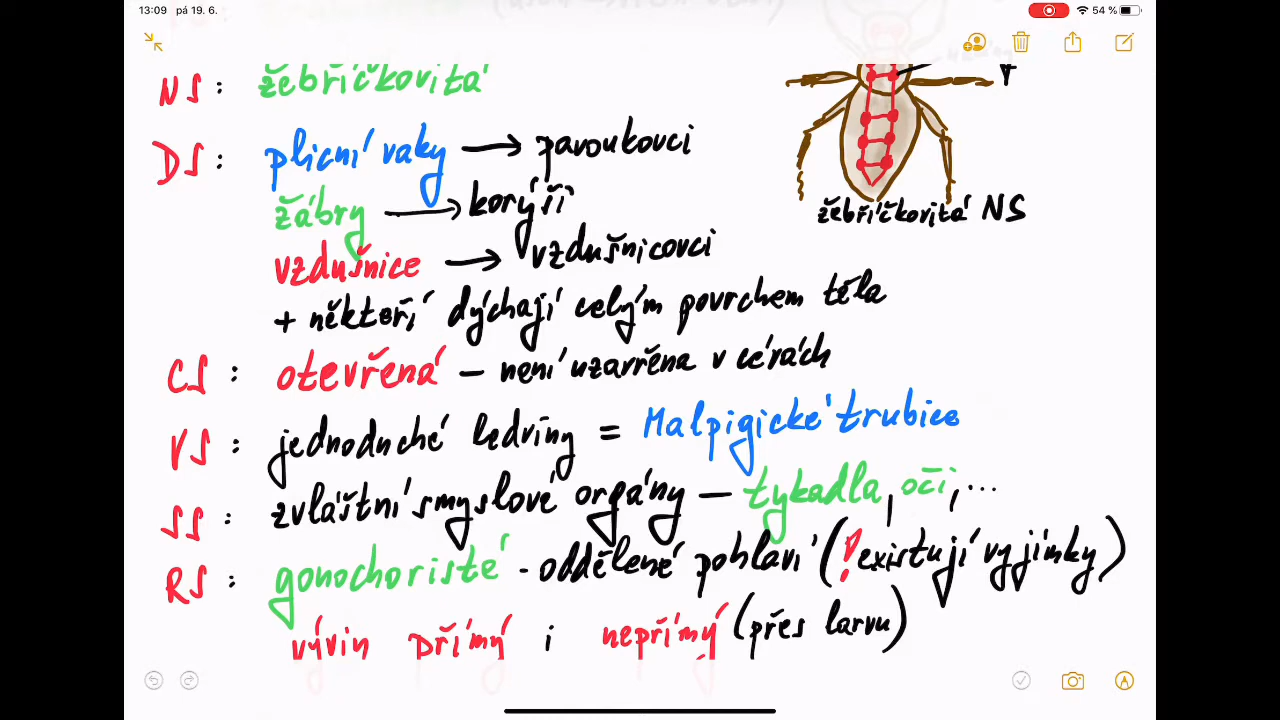 13:09 pá 19. 6.
54 %
NS: žebříčkovitá
DS: plicní vaky → pavoukovci
žábry → korýši
vzdušnice → vzdušnicovci
+ někteří dýchají celým povrchem těla
žebříčkovitá NS
CS: otevřená – není uzavřena v cévách
VS: jednoduché ledviny = Malpigické trubice
SS: zvláštní smyslové orgány – tykadla, oči, ...
RS: gonochoristé - oddělené pohlaví (! existují vyjímky)
vývin přímý i nepřímý (přes larvu)